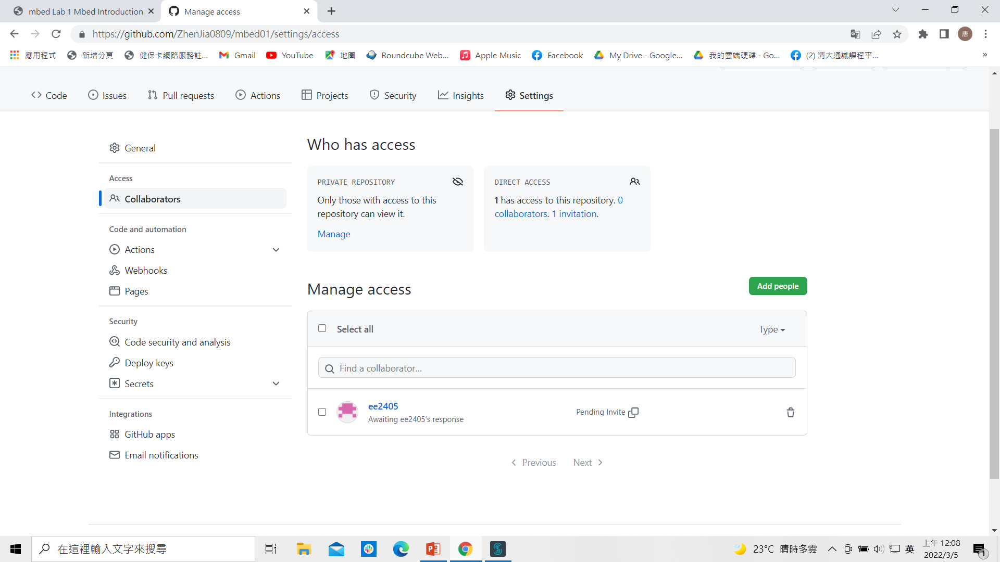 mbed Lab 1 Mbed Introduction
Manage access
https://github.com/ZhenJia0809/mbed01/settings/access
唐
應用程式 新增分頁 健保卡網路服務註... Gmail YouTube 地圖 Roundcube Web... Apple Music Facebook My Drive - Google... 我的雲端硬碟 - Go... (2) 清大通識課程平...
Code Issues Pull requests Actions Projects Security Insights Settings
General
Access
Collaborators
Code and automation
Actions
Webhooks
Pages
Security
Code security and analysis
Deploy keys
Secrets
Integrations
GitHub apps
Email notifications
Who has access
PRIVATE REPOSITORY
Only those with access to this
repository can view it.
Manage
DIRECT ACCESS
1 has access to this repository. 0
collaborators. 1 invitation.
Manage access
Add people
Select all
Type
Find a collaborator...
ee2405
Awaiting ee2405's response
Pending Invite
Previous Next
在這裡輸入文字來搜尋
23°C 晴時多雲
英
上午 12:08
2022/3/5
1